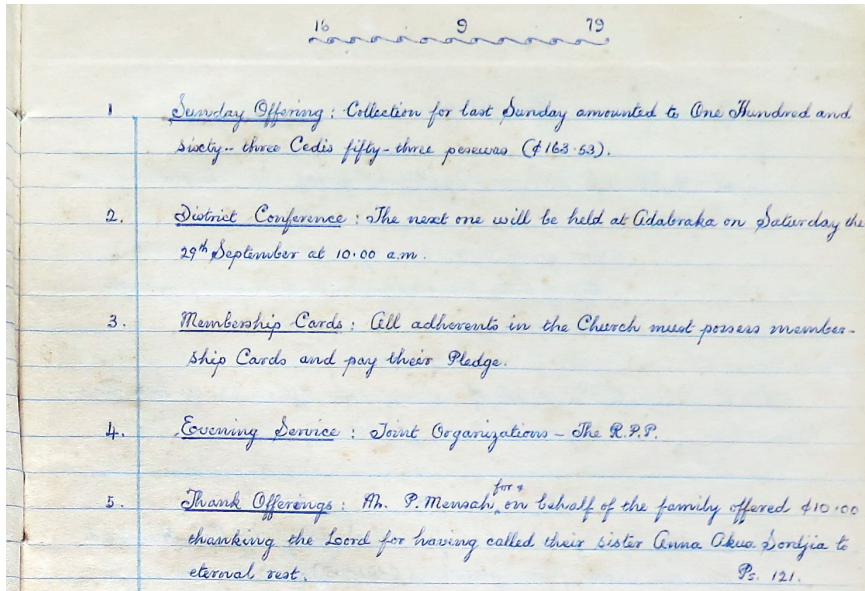 16 9 79
1 Sunday Offering : Collection for last Sunday amounted to One Hundred and
sixty-three Cedis fifty-three pesewas (₵163.53).
2. District Conference : The next one will be held at Adabraka on Saturday the
29th September at 10.00 a.m.
3. Membership Cards : All adherents in the Church must possess member-
ship Cards and pay their Pledge.
4. Evening Service : Joint Organizations - The R.P.P.
for &
5. Thank Offerings : P. Mensah, on behalf of the family offered ₵10.00
thanking the Lord for having called their sister Anna Akua Sordjia to
eternal rest. Ps. 121.